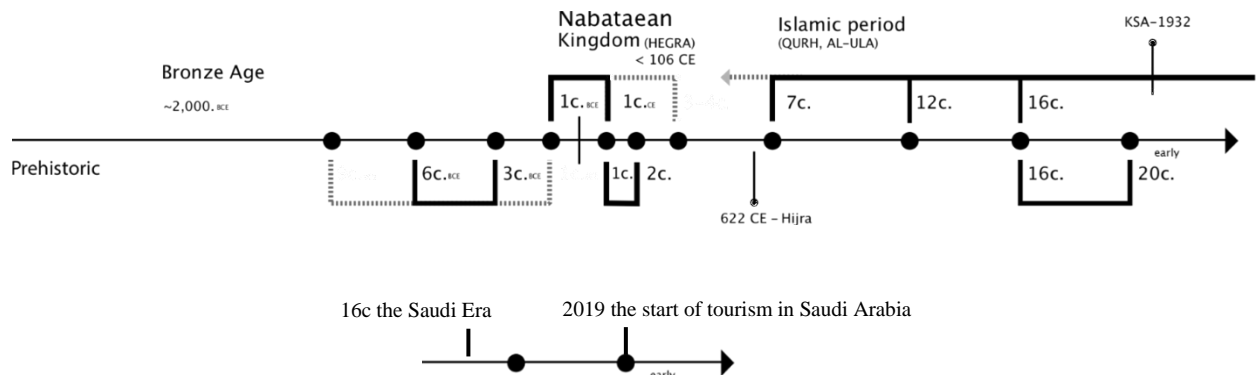 Nabataean
Kingdom (HEGRA)
< 106 CE
Islamic period
(QURH, AL-ULA)
KSA-1932
Bronze Age
~2,000. BCE
1c. BCE
1c. CE
7c.
12c.
16c.
Prehistoric
6c. BCE
3c. BCE
1c.
2c.
16c.
early
20c.
622 CE – Hijra
16c the Saudi Era
2019 the start of tourism in Saudi Arabia
early